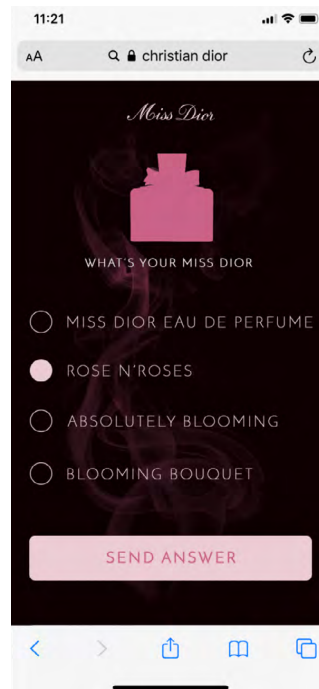 11:21
AA christian dior
Miss Dior
WHAT'S YOUR MISS DIOR
MISS DIOR EAU DE PERFUME
ROSE N'ROSES
ABSOLUTELY BLOOMING
BLOOMING BOUQUET
SEND ANSWER